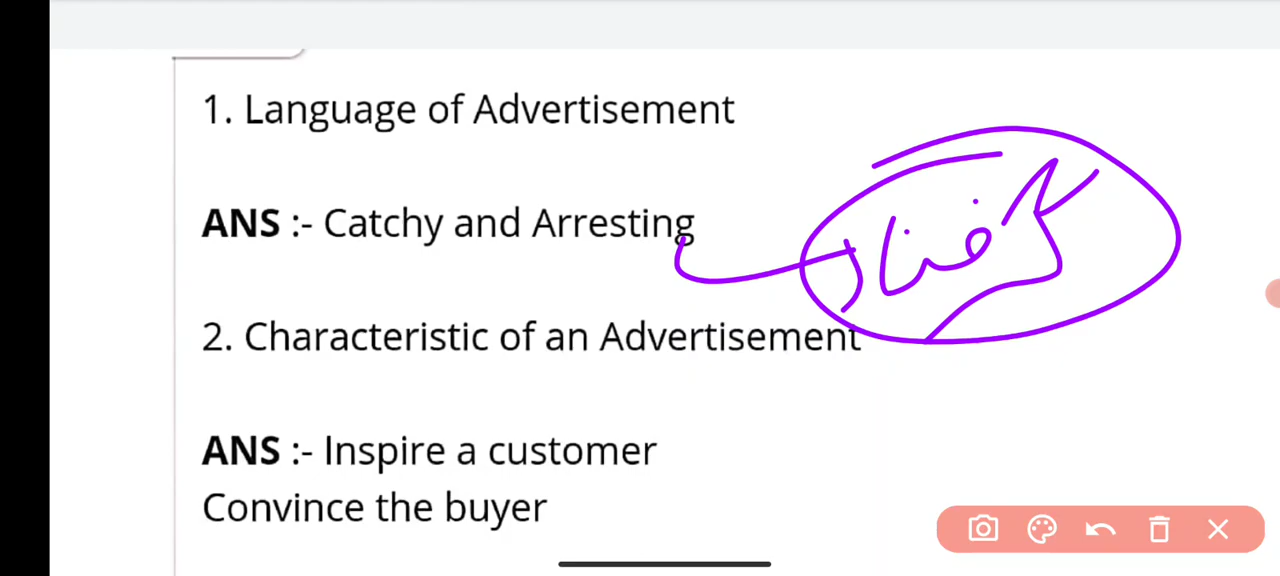 1. Language of Advertisement
ANS :- Catchy and Arresting
2. Characteristic of an Advertisement
ANS :- Inspire a customer
Convince the buyer